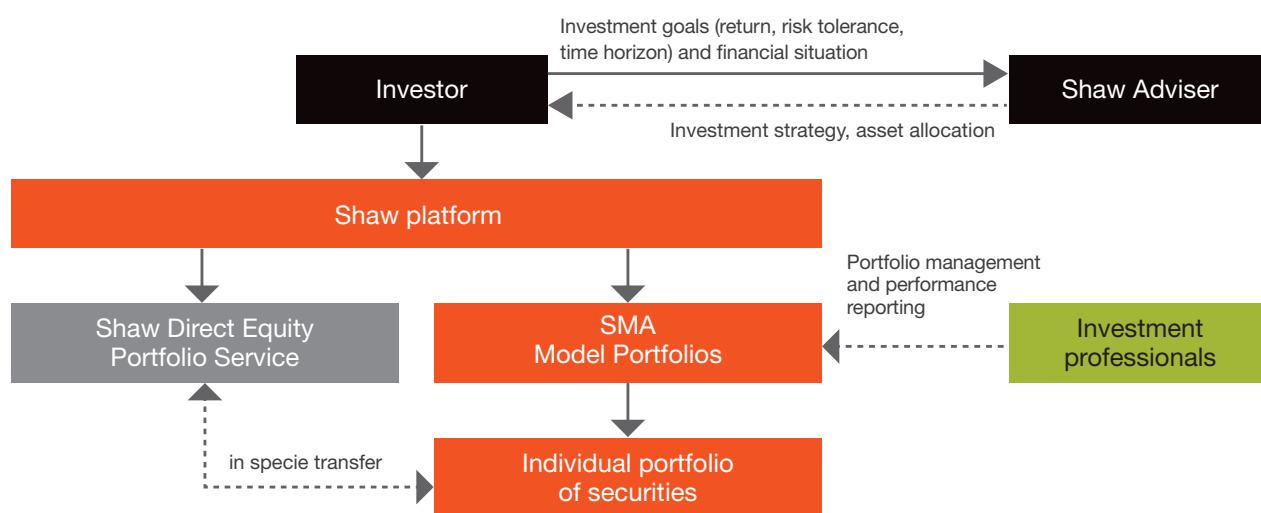 Investment goals (return, risk tolerance,
time horizon) and financial situation
Investor
Shaw Adviser
Investment strategy, asset allocation
Shaw platform
Portfolio management
and performance
reporting
Shaw Direct Equity
Portfolio Service
SMA
Model Portfolios
Investment
professionals
in specie transfer
Individual portfolio
of securities